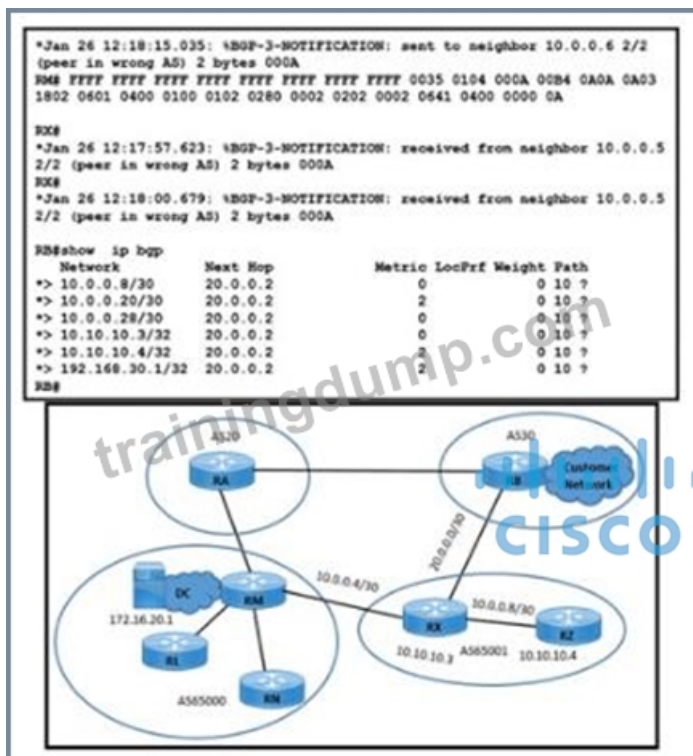 *Jan 26 12:18:15.035: %BGP-3-NOTIFICATION: sent to neighbor 10.0.0.6 2/2
(peer in wrong AS) 2 bytes 000A
RM# FFFF FFFF FFFF FFFF FFFF FFFF FFFF FFFF 0035 0104 000A 00B4 0A0A 0A03
1802 0601 0400 0100 0102 0280 0002 0202 0002 0641 0400 0000 0A
RX#
*Jan 26 12:17:57.623: %BGP-3-NOTIFICATION: received from neighbor 10.0.0.5
2/2 (peer in wrong AS) 2 bytes 000A
RX#
*Jan 26 12:18:00.679: %BGP-3-NOTIFICATION: received from neighbor 10.0.0.5
2/2 (peer in wrong AS) 2 bytes 000A
RB#show ip bgp
Network Next Hop Metric LocPrf Weight Path
*> 10.0.0.8/30 20.0.0.2 0 0 10 ?
*> 10.0.0.20/30 20.0.0.2 2 0 10 ?
*> 10.0.0.28/30 20.0.0.2 0 0 10 ?
*> 10.10.10.3/32 20.0.0.2 0 0 10 ?
*> 10.10.10.4/32 20.0.0.2 2 0 10 ?
*> 192.168.30.1/32 20.0.0.2 2 0 10 ?
RB#
trainingdump.com
AS20
AS30
RA
RB
Customer
Network
CISCO
20.0.0.0/30
DC
RM
10.0.0.4/30
172.16.20.1
RX
10.0.0.8/30
RZ
RL
10.10.10.3
AS65001
10.10.10.4
AS65000
RN